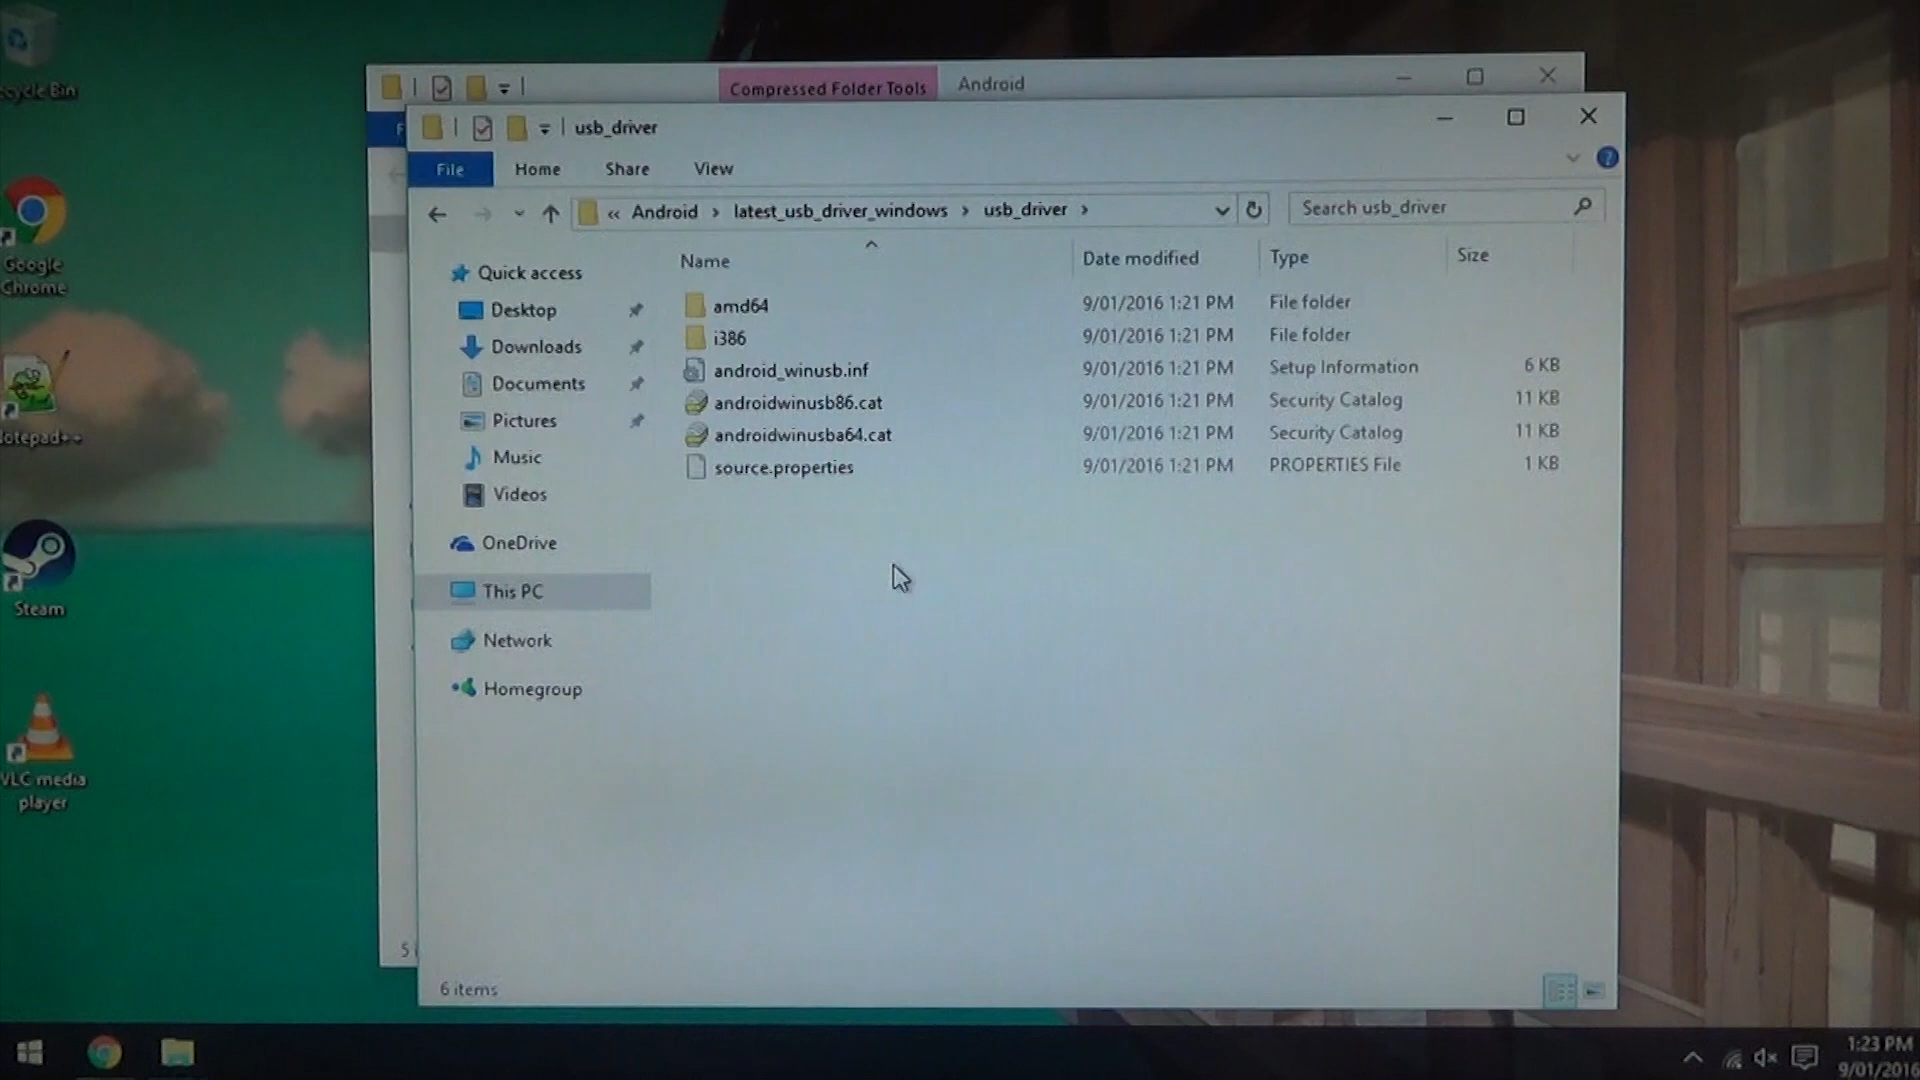 Compressed Folder Tools Android
usb_driver
File Home Share View
« Android › latest_usb_driver_windows › usb_driver ›
Search usb_driver
Name Date modified Type Size
amd64 9/01/2016 1:21 PM File folder
i386 9/01/2016 1:21 PM File folder
android_winusb.inf 9/01/2016 1:21 PM Setup Information 6 KB
androidwinusb86.cat 9/01/2016 1:21 PM Security Catalog 11 KB
androidwinusba64.cat 9/01/2016 1:21 PM Security Catalog 11 KB
source.properties 9/01/2016 1:21 PM PROPERTIES File 1 KB
Quick access
Desktop
Downloads
Documents
Pictures
Music
Videos
OneDrive
This PC
Network
Homegroup
6 items
5
ecycle Bin
Google
Chrome
lotepad++
Steam
VLC media
player
1:23 PM
9/01/2016